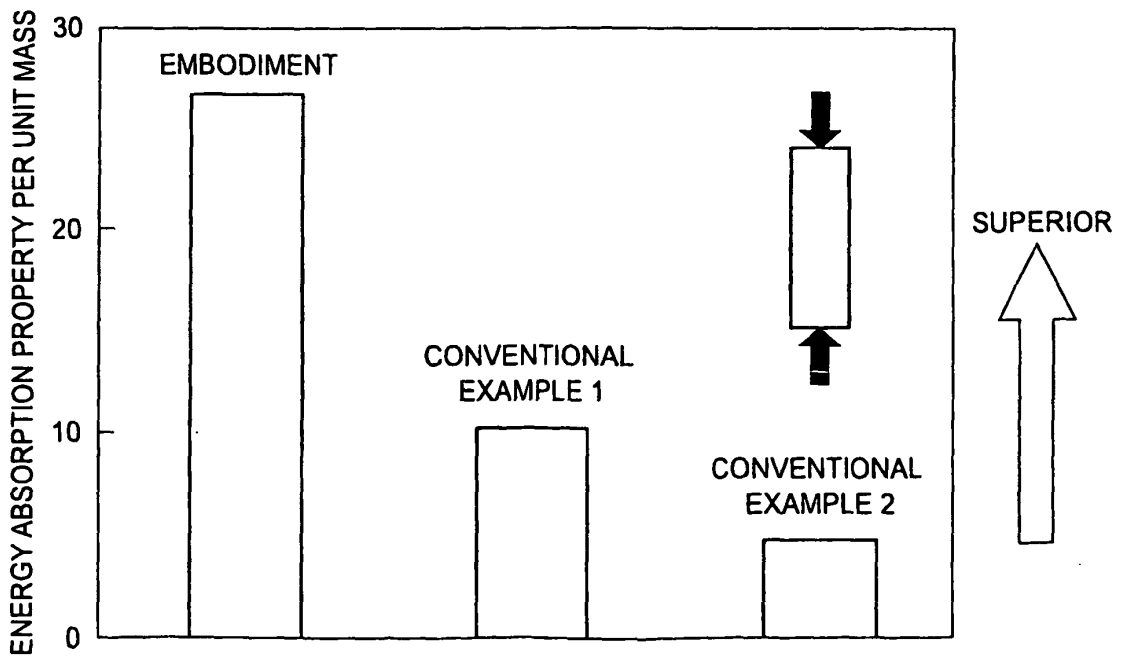 ENERGY ABSORPTION PROPERTY PER UNIT MASS
30
20
10
0
EMBODIMENT
CONVENTIONAL
EXAMPLE 1
CONVENTIONAL
EXAMPLE 2
SUPERIOR